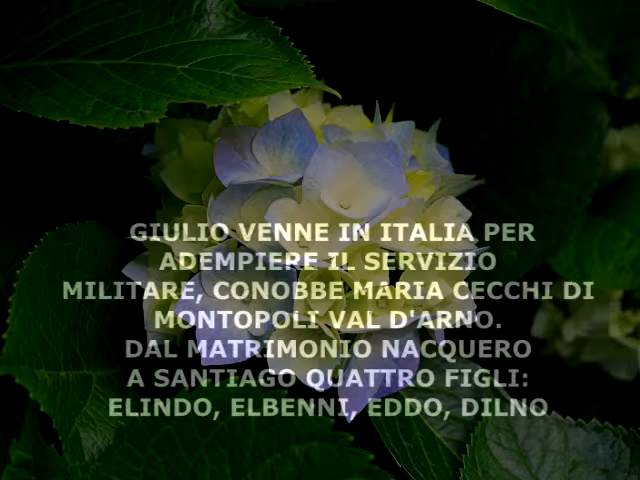 GIULIO VENNE IN ITALIA PER
ADEMPIERE IL SERVIZIO
MILITARE, CONOBBE MARIA CECCHI DI
MONTOPOLI VAL D'ARNO.
DAL MATRIMONIO NACQUERO
A SANTIAGO QUATTRO FIGLI:
ELINDO, ELBENNI, EDDO, DILNO